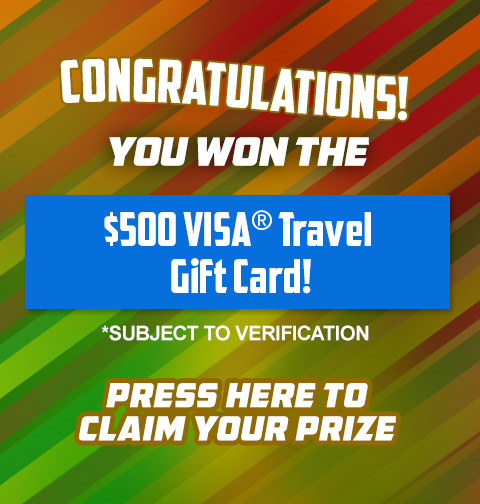 CONGRATULATIONS!
YOU WON THE
$500 VISA® Travel
Gift Card!
*SUBJECT TO VERIFICATION
PRESS HERE TO
CLAIM YOUR PRIZE